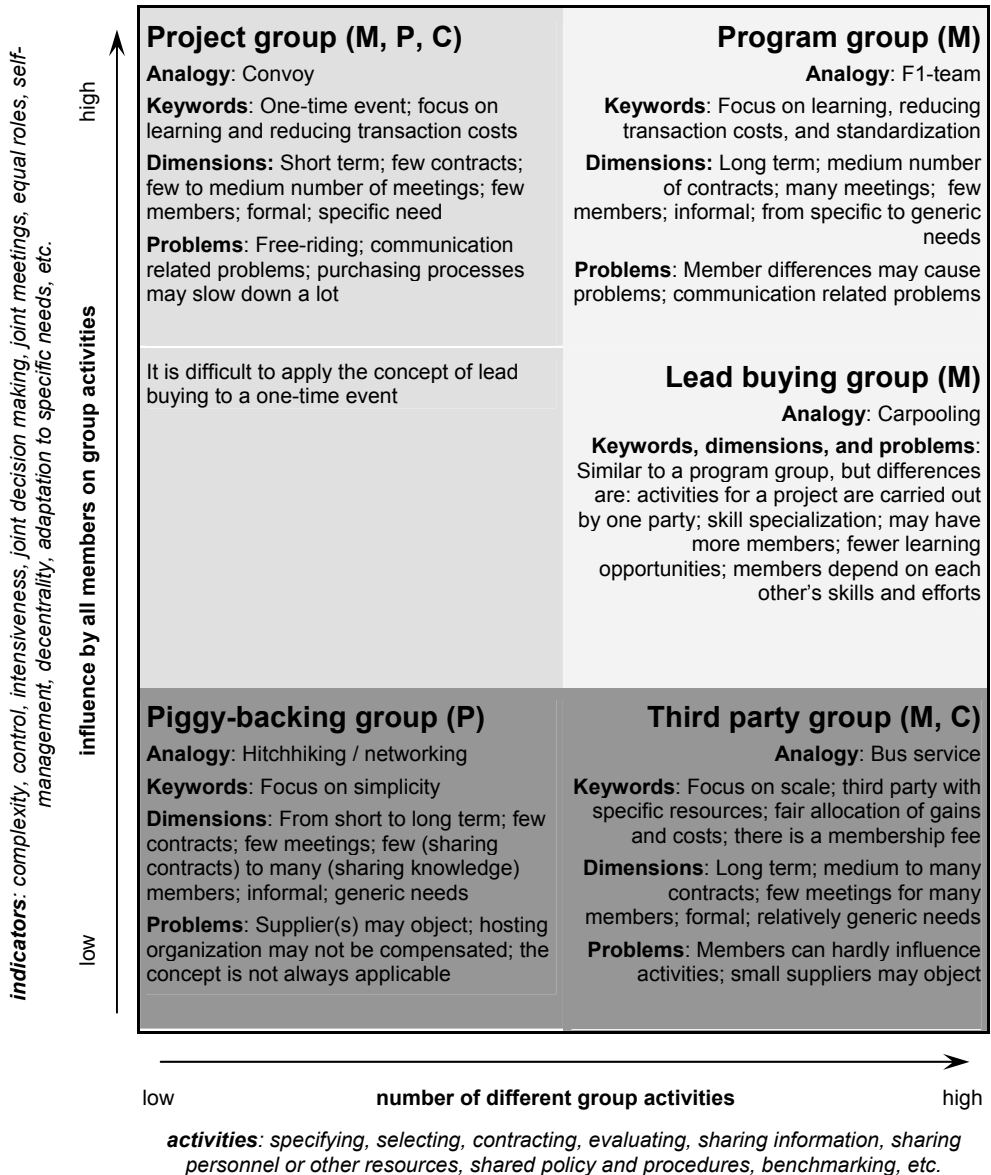 indicators: complexity, control, intensiveness, joint decision making, joint meetings, equal roles, self-
management, decentrality, adaptation to specific needs, etc.
influence by all members on group activities
high
low
Project group (M, P, C)
Analogy: Convoy
Keywords: One-time event; focus on
learning and reducing transaction costs
Dimensions: Short term; few contracts;
few to medium number of meetings; few
members; formal; specific need
Problems: Free-riding; communication
related problems; purchasing processes
may slow down a lot
Program group (M)
Analogy: F1-team
Keywords: Focus on learning, reducing
transaction costs, and standardization
Dimensions: Long term; medium number
of contracts; many meetings; few
members; informal; from specific to generic
needs
Problems: Member differences may cause
problems; communication related problems
It is difficult to apply the concept of lead
buying to a one-time event
Lead buying group (M)
Analogy: Carpooling
Keywords, dimensions, and problems:
Similar to a program group, but differences
are: activities for a project are carried out
by one party; skill specialization; may have
more members; fewer learning
opportunities; members depend on each
other's skills and efforts
Piggy-backing group (P)
Analogy: Hitchhiking / networking
Keywords: Focus on simplicity
Dimensions: From short to long term; few
contracts; few meetings; few (sharing
contracts) to many (sharing knowledge)
members; informal; generic needs
Problems: Supplier(s) may object; hosting
organization may not be compensated; the
concept is not always applicable
Third party group (M, C)
Analogy: Bus service
Keywords: Focus on scale; third party with
specific resources; fair allocation of gains
and costs; there is a membership fee
Dimensions: Long term; medium to many
contracts; few meetings for many
members; formal; relatively generic needs
Problems: Members can hardly influence
activities; small suppliers may object
low
number of different group activities
high
activities: specifying, selecting, contracting, evaluating, sharing information, sharing
personnel or other resources, shared policy and procedures, benchmarking, etc.